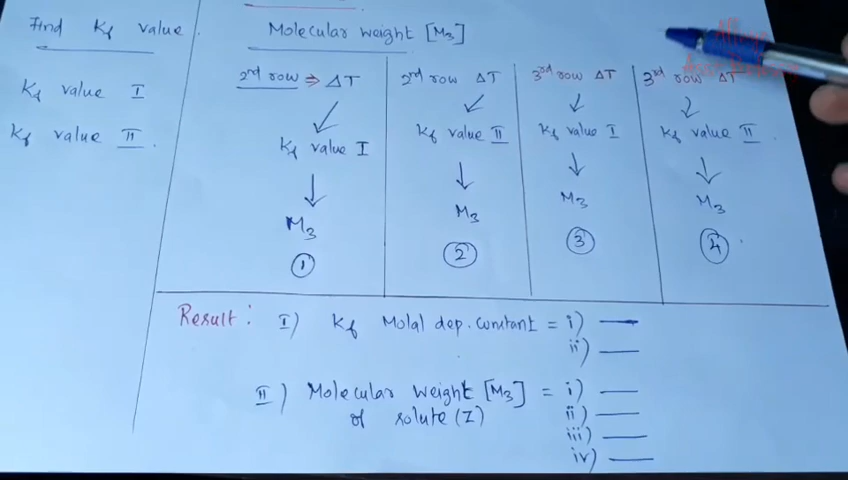 Find Kf value
Kf value I
Kf value II
Molecular weight [M3]
2nd row ⇒ ΔT
Kf value I
M3
1
2nd row ΔT
Kf value II
M3
2
3rd row ΔT
Kf value I
M3
3
3rd row ΔT
Kf value II
M3
4
Result:
I) Kf Molal dep. constant = i)
ii)
II) Molecular weight [M3] = i)
of solute (I) ii)
iii)
iv)